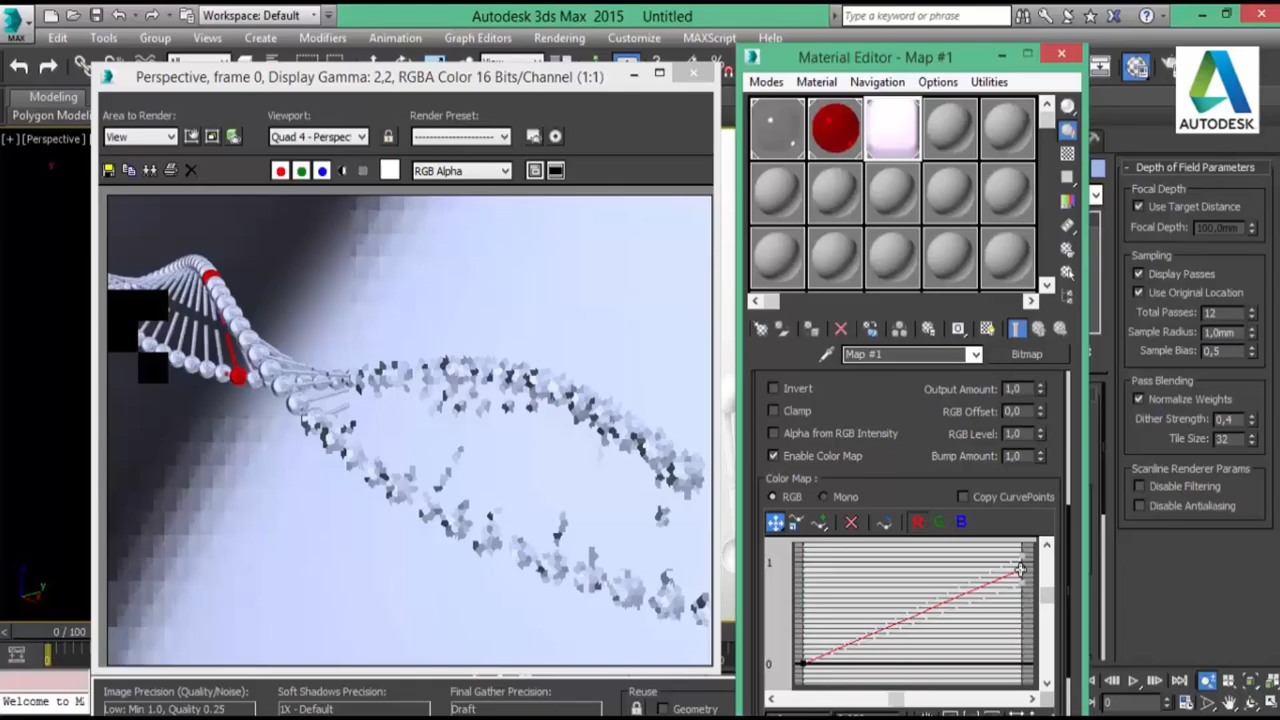 MAX
Workspace: Default
Autodesk 3ds Max 2015 Untitled
Type a keyword or phrase
Edit Tools Group Views Create Modifiers Animation Graph Editors Rendering Customize MAXScript Help
Modeling
Polygon Mode
[+] [Perspective]
Perspective, frame 0, Display Gamma: 2,2, RGBA Color 16 Bits/Channel (1:1)
Area to Render:
View
Viewport:
Quad 4 - Perspec
Render Preset:
RGB Alpha
Material Editor - Map #1
Modes Material Navigation Options Utilities
Map #1
Bitmap
Invert
Output Amount: 1,0
Clamp
RGB Offset: 0,0
Alpha from RGB Intensity
RGB Level: 1,0
Enable Color Map
Bump Amount: 1,0
Color Map:
RGB Mono Copy CurvePoints
R G B
1
0
AUTODESK
- Depth of Field Parameters
Focal Depth
Use Target Distance
Focal Depth: 100,0mm
Sampling
Display Passes
Use Original Location
Total Passes: 12
Sample Radius: 1,0mm
Sample Bias: 0,5
Pass Blending
Normalize Weights
Dither Strength: 0,4
Tile Size: 32
Scanline Renderer Params
Disable Filtering
Disable Antialiasing
y
0 / 100
0
Welcome to M
Image Precision (Quality/Noise):
Low: Min 1.0, Quality 0.25
Soft Shadows Precision:
1X - Default
Final Gather Precision:
Draft
Reuse
Geometry
0